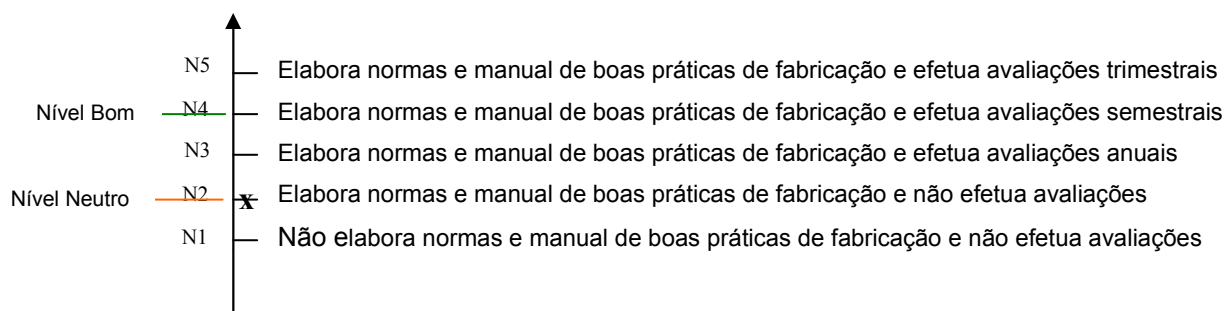 N5 Elabora normas e manual de boas práticas de fabricação e efetua avaliações trimestrais
Nível Bom N4 Elabora normas e manual de boas práticas de fabricação e efetua avaliações semestrais
N3 Elabora normas e manual de boas práticas de fabricação e efetua avaliações anuais
Nível Neutro N2 x Elabora normas e manual de boas práticas de fabricação e não efetua avaliações
N1 Não elabora normas e manual de boas práticas de fabricação e não efetua avaliações